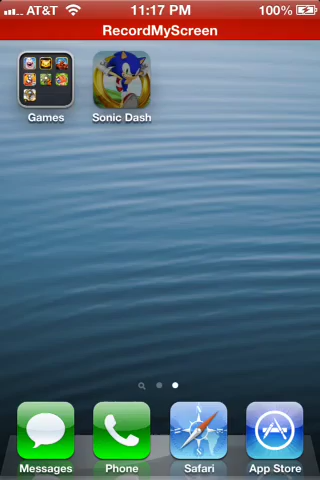 AT&T 11:17 PM 100%
RecordMyScreen
Games Sonic Dash
Messages Phone Safari App Store